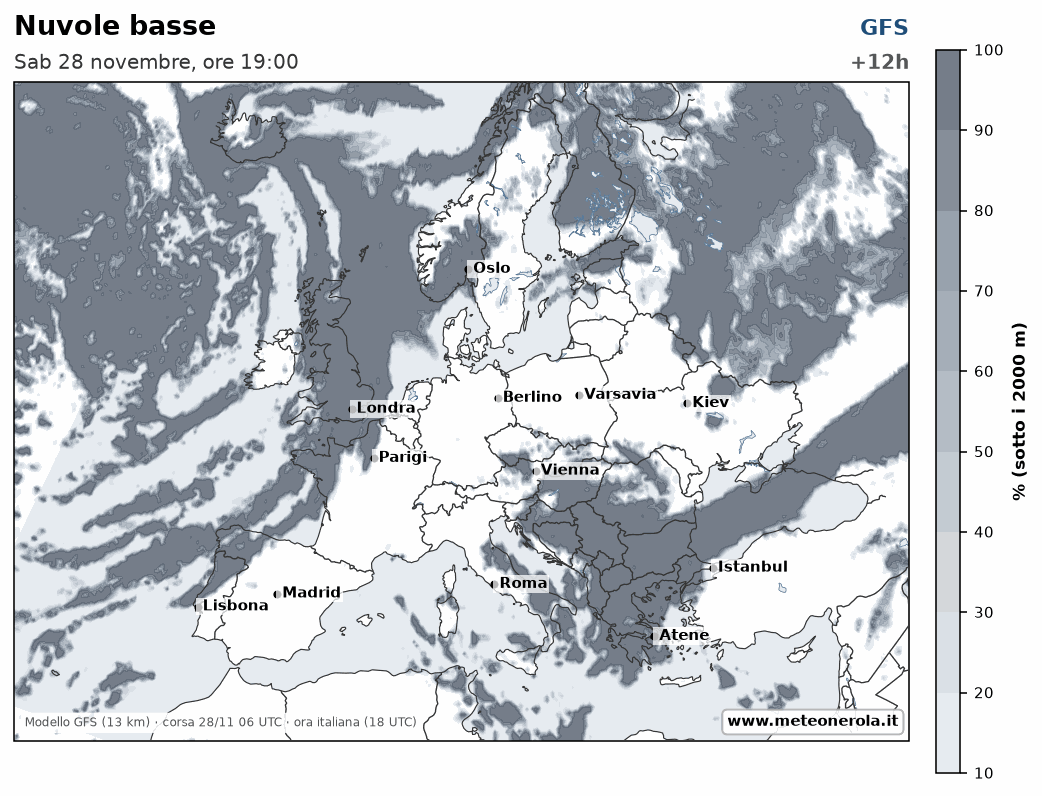 Nuvole basse
GFS
Sab 28 novembre, ore 19:00
+12h
100
90
80
70
60
50
40
30
20
10
% (sotto i 2000 m)
Oslo
Berlino
Varsavia
Kiev
Londra
Parigi
Vienna
Istanbul
Roma
Madrid
Lisbona
Atene
Modello GFS (13 km) · corsa 28/11 06 UTC · ora italiana (18 UTC)
www.meteonerola.it